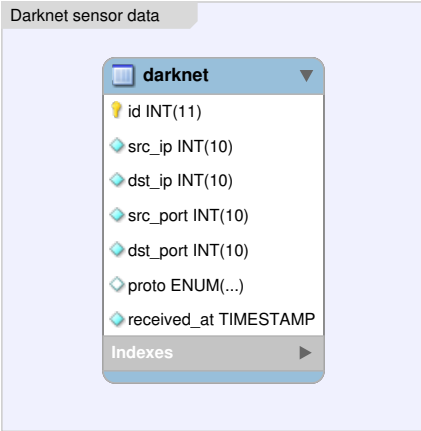 Darknet sensor data
darknet
id INT(11)
src_ip INT(10)
dst_ip INT(10)
src_port INT(10)
dst_port INT(10)
proto ENUM(...)
received_at TIMESTAMP
Indexes